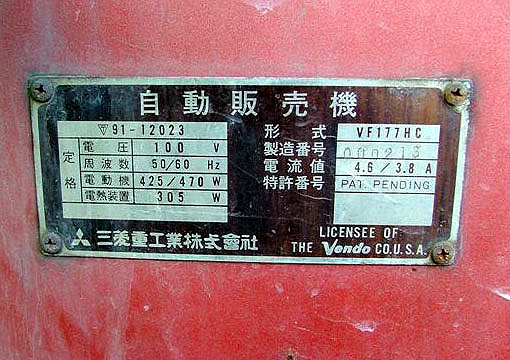 自動販売機
▽91-12023
定格
電圧 100 V
周波数 50/60 Hz
電動機 425/470 W
電熱装置 305 W
形式 VF177HC
製造番号
電流値 4.6/3.8 A
特許番号 PAT. PENDING
三菱重工業株式會社
LICENSEE OF
THE Vendo CO.U.S.A.